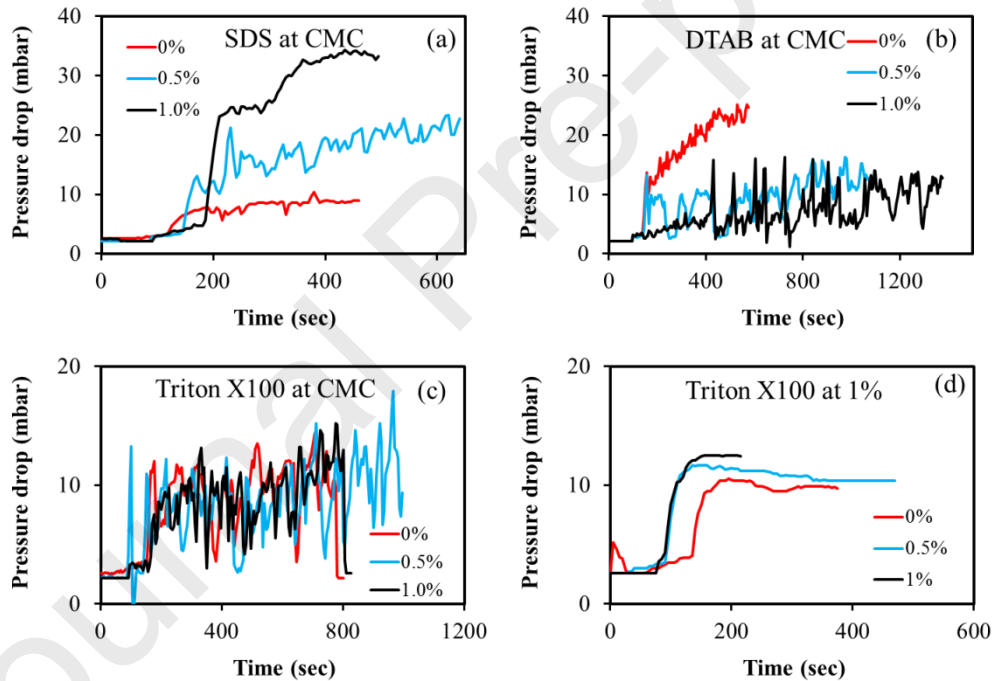 SDS at CMC
(a)
0%
0.5%
1.0%
40
30
20
10
0
0
200
400
600
Pressure drop (mbar)
Time (sec)
DTAB at CMC
(b)
0%
0.5%
1.0%
40
30
20
10
0
0
400
800
1200
Pressure drop (mbar)
Time (sec)
Triton X100 at CMC
(c)
0%
0.5%
1.0%
20
10
0
0
400
800
1200
Pressure drop (mbar)
Time (sec)
Triton X100 at 1%
(d)
0%
0.5%
1%
20
10
0
0
200
400
600
Pressure drop (mbar)
Time (sec)